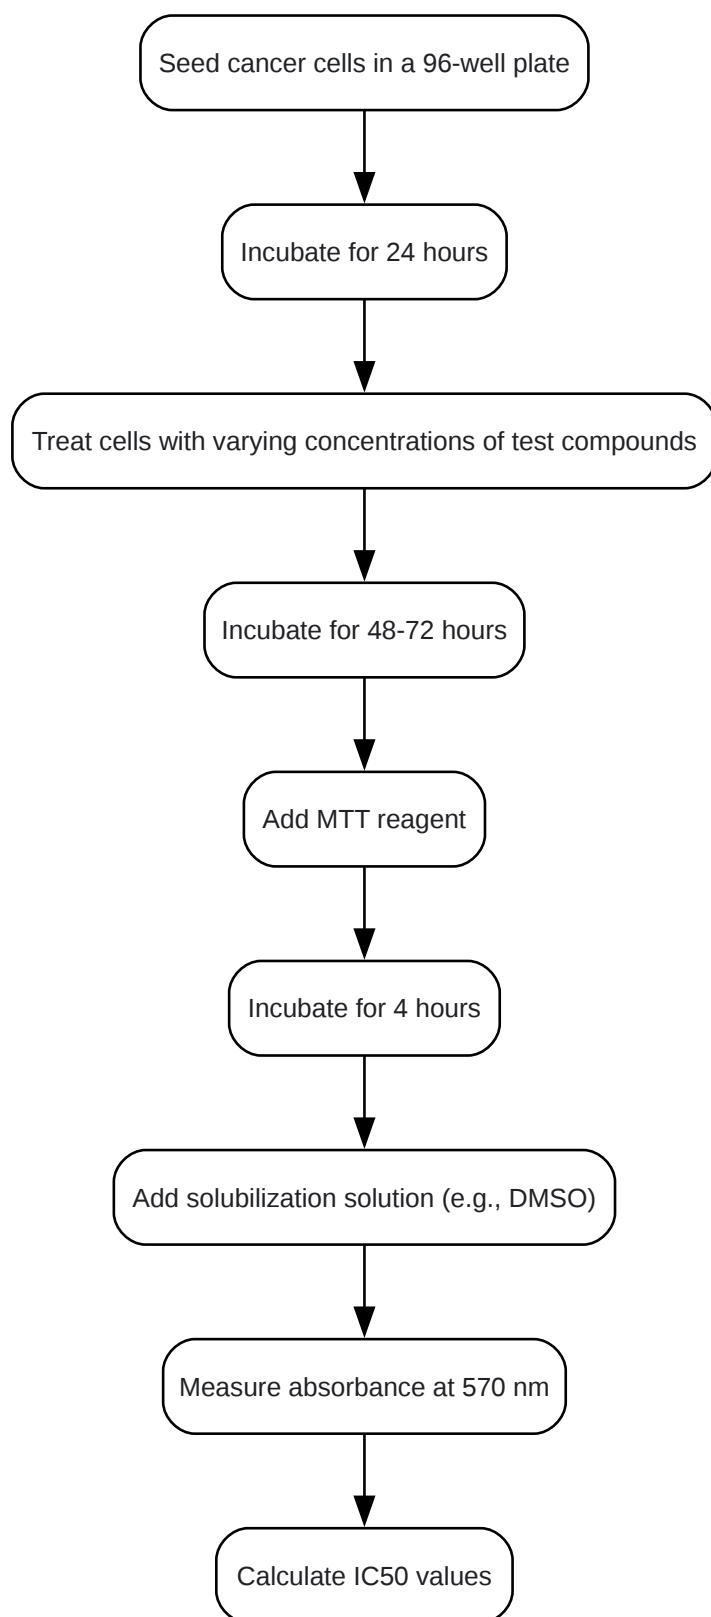 Seed cancer cells in a 96-well plate
Incubate for 24 hours
Treat cells with varying concentrations of test compounds
Incubate for 48-72 hours
Add MTT reagent
Incubate for 4 hours
Add solubilization solution (e.g., DMSO)
Measure absorbance at 570 nm
Calculate IC50 values